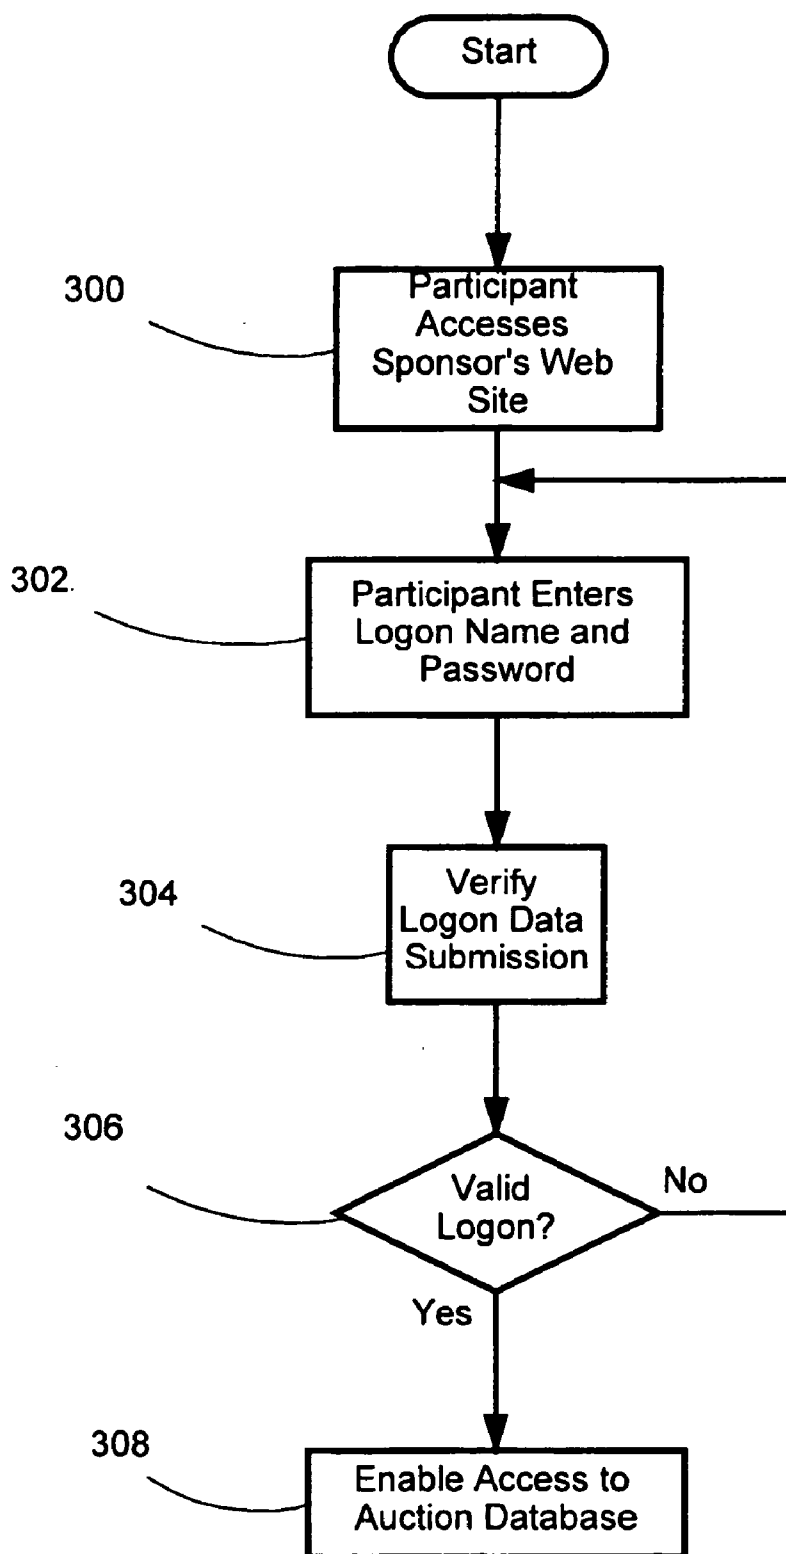 Start
300
Participant
Accesses
Sponsor's Web
Site
302
Participant Enters
Logon Name and
Password
304
Verify
Logon Data
Submission
306
Valid
Logon?
No
Yes
308
Enable Access to
Auction Database